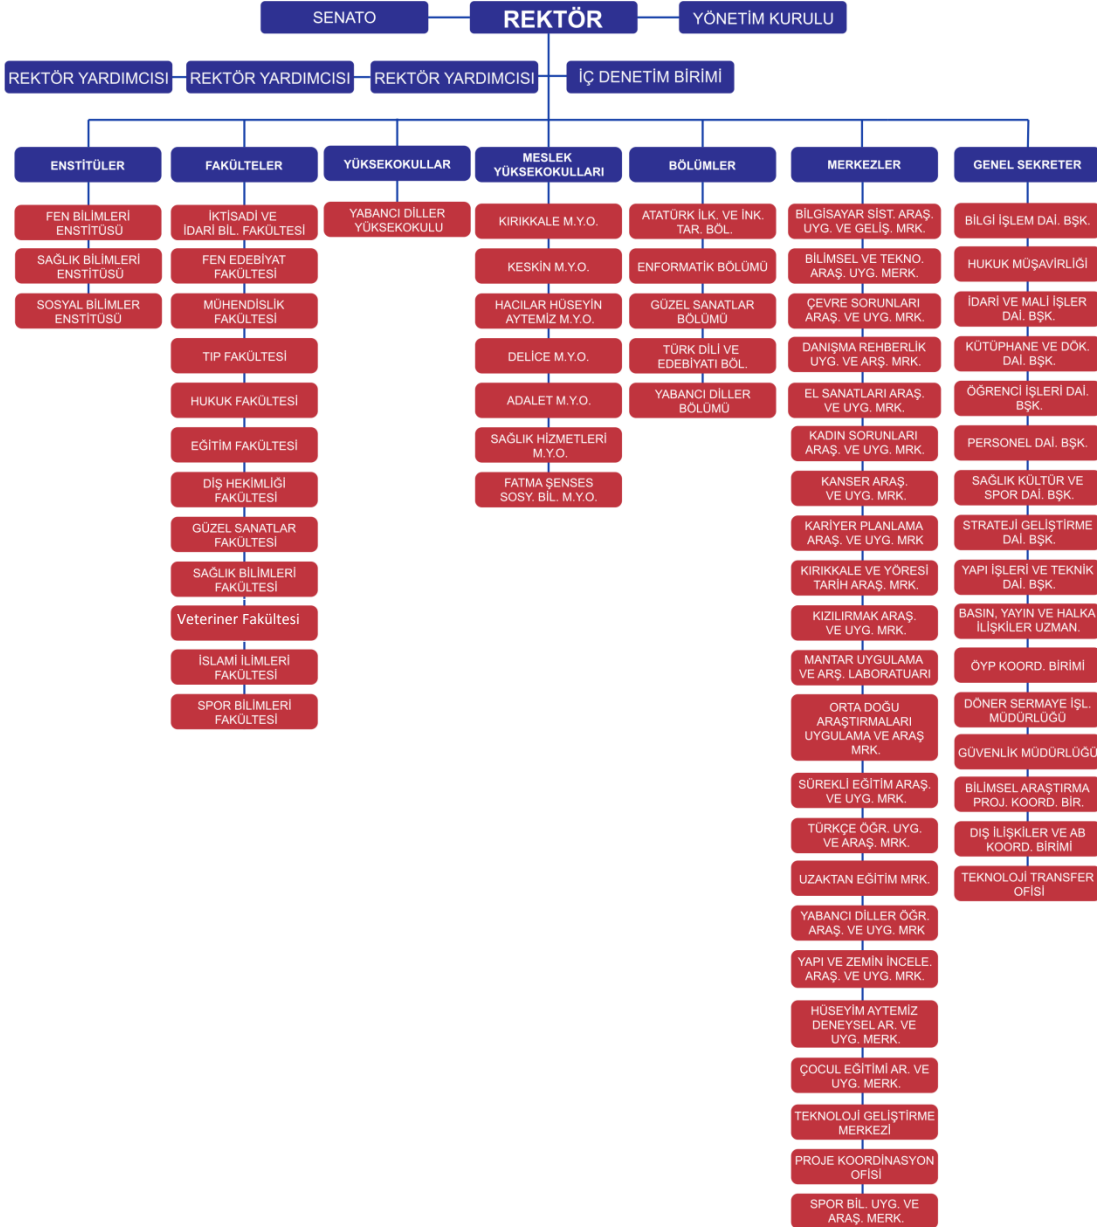 SENATO
REKTÖR
YÖNETİM KURULU
REKTÖR YARDIMCISI
REKTÖR YARDIMCISI
REKTÖR YARDIMCISI
İÇ DENETİM BİRİMİ
ENSTİTÜLER
FEN BİLİMLERİ
ENSTİTÜSÜ
SAĞLIK BİLİMLERİ
ENSTİTÜSÜ
SOSYAL BİLİMLER
ENSTİTÜSÜ
FAKÜLTELER
İKTİSADİ VE
İDARİ BİL. FAKÜLTESİ
FEN EDEBİYAT
FAKÜLTESİ
MÜHENDİSLİK
FAKÜLTESİ
TIP FAKÜLTESİ
HUKUK FAKÜLTESİ
EĞİTİM FAKÜLTESİ
DİŞ HEKİMLİĞİ
FAKÜLTESİ
GÜZEL SANATLAR
FAKÜLTESİ
SAĞLIK BİLİMLERİ
FAKÜLTESİ
Veteriner Fakültesi
İSLAMİ İLİMLERİ
FAKÜLTESİ
SPOR BİLİMLERİ
FAKÜLTESİ
YÜKSEKOKULLAR
YABANCI DİLLER
YÜKSEKOKULU
MESLEK
YÜKSEKOKULLARI
KIRIKKALE M.Y.O.
KESKİN M.Y.O.
HACILAR HÜSEYİN
AYTEMİZ M.Y.O.
DELİCE M.Y.O.
ADALET M.Y.O.
SAĞLIK HİZMETLERİ
M.Y.O.
FATMA ŞENSES
SOSY. BİL. M.Y.O.
BÖLÜMLER
ATATÜRK İLK. VE İNK.
TAR. BÖL.
ENFORMATİK BÖLÜMÜ
GÜZEL SANATLAR
BÖLÜMÜ
TÜRK DİLİ VE
EDEBİYATI BÖL.
YABANCI DİLLER
BÖLÜMÜ
MERKEZLER
BİLGİSAYAR SİST. ARAŞ.
UYG. VE GELİŞ. MRK.
BİLİMSEL VE TEKNO.
ARAŞ. UYG. MERK.
ÇEVRE SORUNLARI
ARAŞ. VE UYG. MRK.
DANIŞMA REHBERLİK
UYG. VE ARŞ. MRK.
EL SANATLARI ARAŞ.
VE UYG. MRK.
KADIN SORUNLARI
ARAŞ. VE UYG. MRK.
KANSER ARAŞ.
VE UYG. MRK.
KARİYER PLANLAMA
ARAŞ. VE UYG. MRK
KIRIKKALE VE YÖRESİ
TARİH ARAŞ. MRK.
KIZILIRMAK ARAŞ.
VE UYG. MRK.
MANTAR UYGULAMA
VE ARŞ. LABORATUARI
ORTA DOĞU
ARAŞTIRMALARI
UYGULAMA VE ARAŞ
MRK.
SÜREKLİ EĞİTİM ARAŞ.
VE UYG. MRK.
TÜRKÇE ÖĞR. UYG.
VE ARAŞ. MRK.
UZAKTAN EĞİTİM MRK.
YABANCI DİLLER ÖĞR.
ARAŞ. VE UYG. MRK
YAPI VE ZEMİN İNCELE.
ARAŞ. VE UYG. MRK.
HÜSEYİM AYTEMİZ
DENEYSEL AR. VE
UYG. MERK.
ÇOCUL EĞİTİMİ AR. VE
UYG. MERK.
TEKNOLOJİ GELİŞTİRME
MERKEZİ
PROJE KOORDİNASYON
OFİSİ
SPOR BİL. UYG. VE
ARAŞ. MERK.
GENEL SEKRETER
BİLGİ İŞLEM DAİ. BŞK.
HUKUK MÜŞAVİRLİĞİ
İDARİ VE MALİ İŞLER
DAİ. BŞK.
KÜTÜPHANE VE DÖK.
DAİ. BŞK.
ÖĞRENCİ İŞLERİ DAİ.
BŞK.
PERSONEL DAİ. BŞK.
SAĞLIK KÜLTÜR VE
SPOR DAİ. BŞK.
STRATEJİ GELİŞTİRME
DAİ. BŞK.
YAPI İŞLERİ VE TEKNİK
DAİ. BŞK.
BASIN, YAYIN VE HALKA
İLİŞKİLER UZMAN.
ÖYP KOORD. BİRİMİ
DÖNER SERMAYE İŞL.
MÜDÜRLÜĞÜ
GÜVENLİK MÜDÜRLÜĞÜ
BİLİMSEL ARAŞTIRMA
PROJ. KOORD. BİR.
DIŞ İLİŞKİLER VE AB
KOORD. BİRİMİ
TEKNOLOJİ TRANSFER
OFİSİ